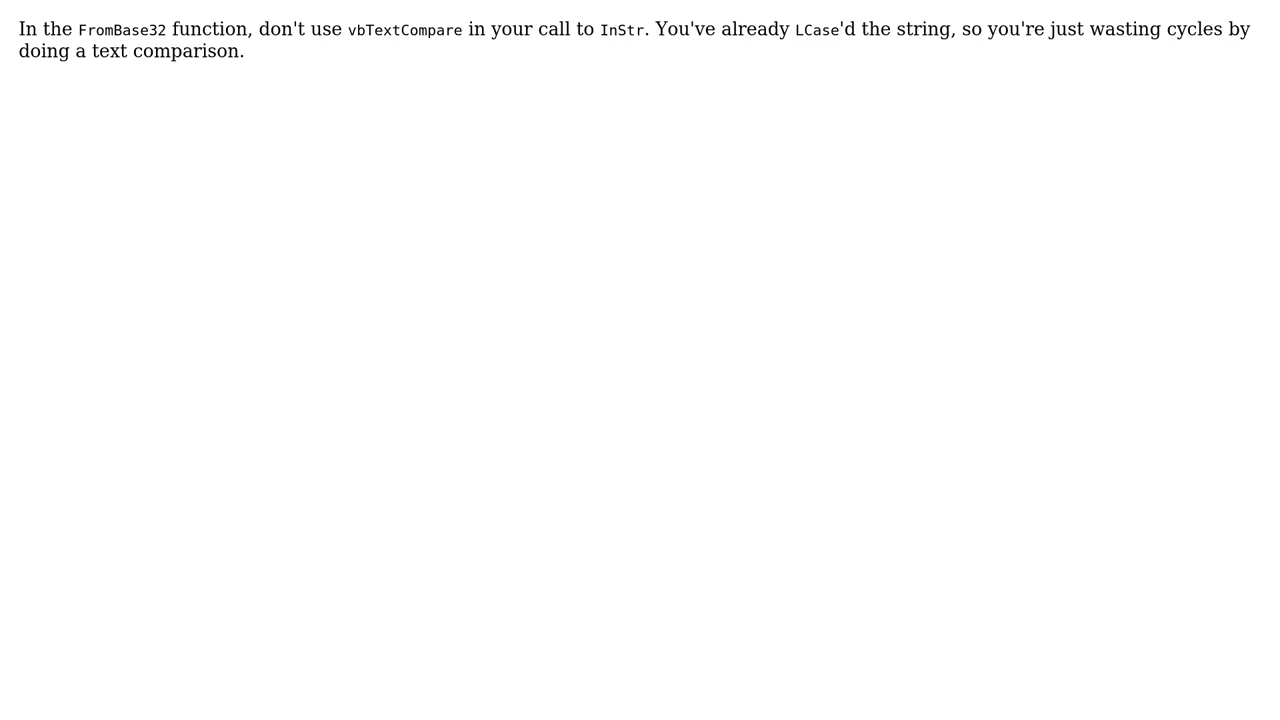 In the FromBase32 function, don't use vbTextCompare in your call to InStr. You've already LCase'd the string, so you're just wasting cycles by
doing a text comparison.